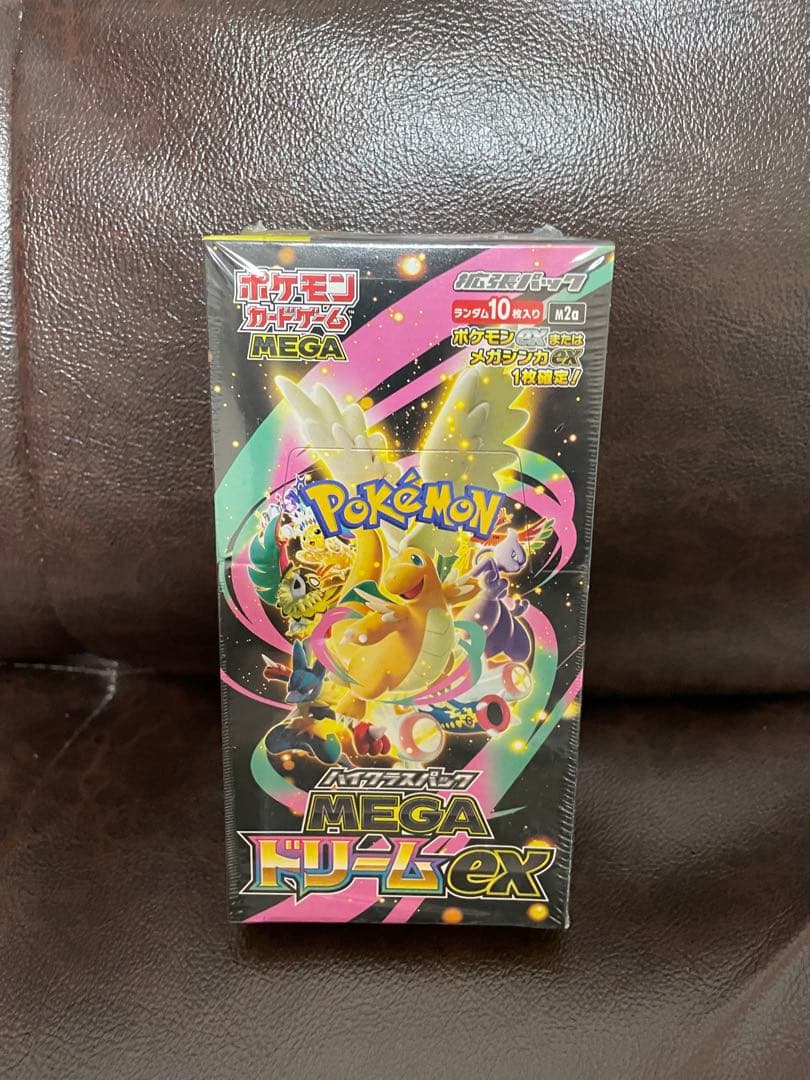 ポケモン
カードゲーム
MEGA
拡張パック
ランダム10枚入り
m2a
ポケモンexまたは
メガシンカex
1枚確定!
POKéMON
ハイクラスパック
MEGA
ドリームex